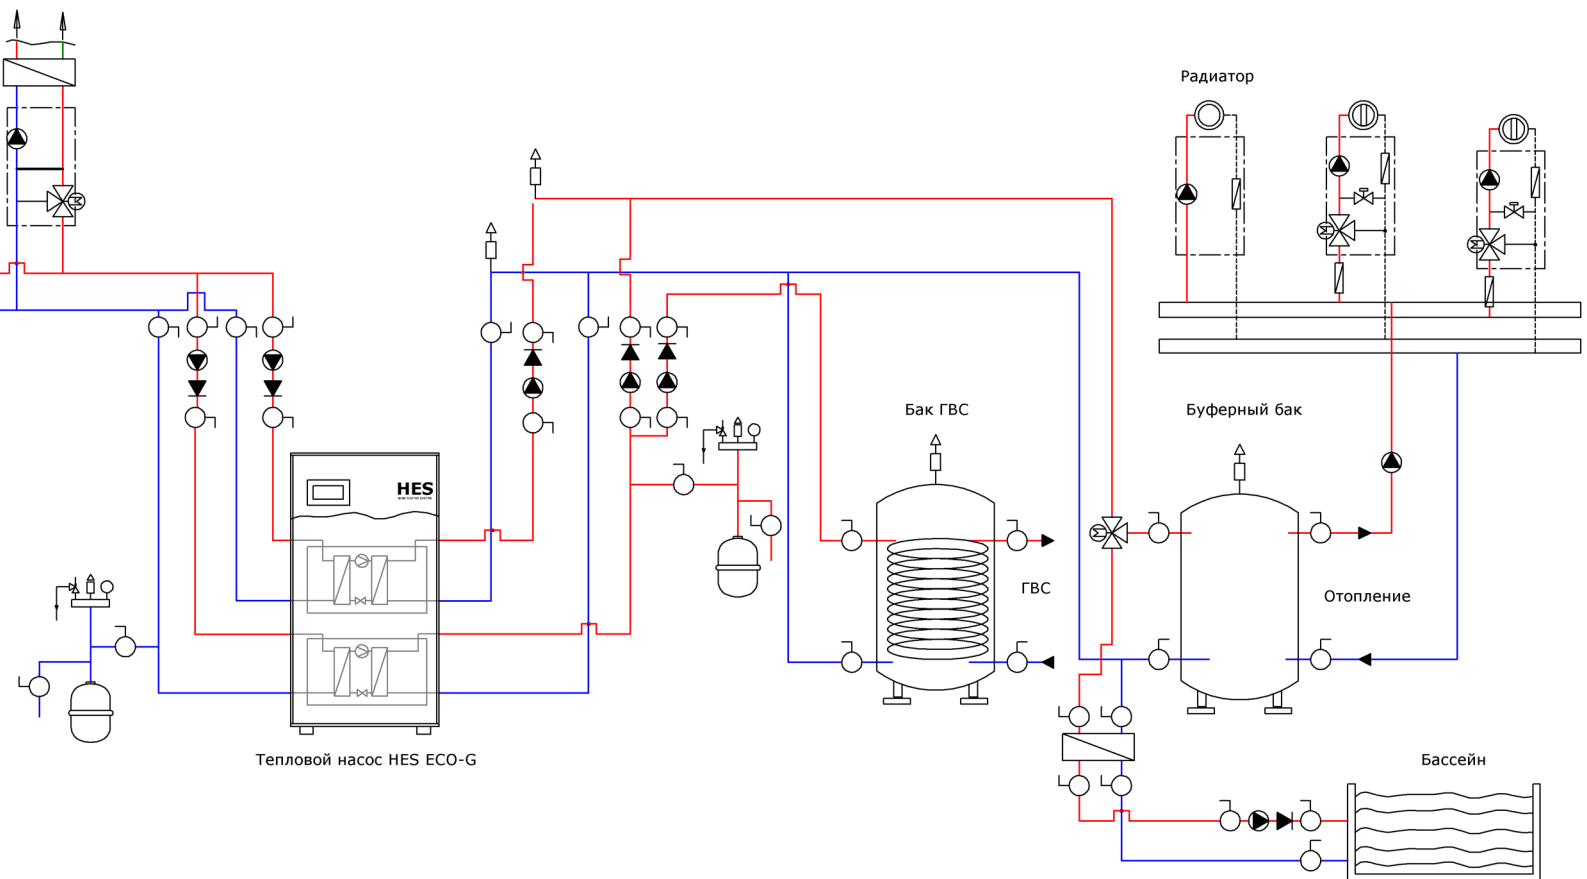 Радиатор
Бак ГВС
Буферный бак
HES
ГВС
Отопление
Тепловой насос HES ECO-G
Бассейн